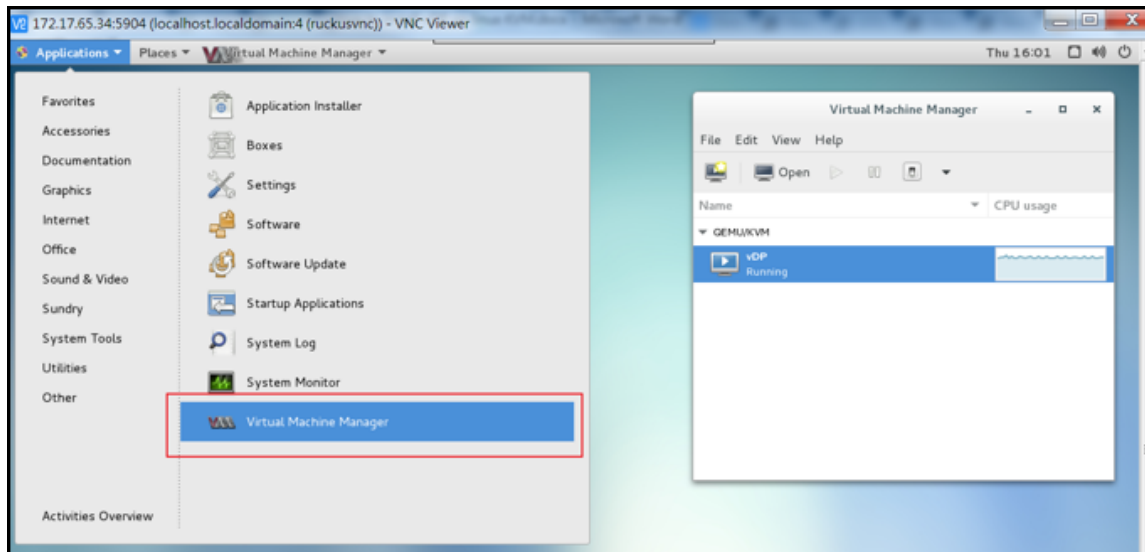 172.17.65.34:5904 (localhost.localdomain:4 (ruckusvnc)) - VNC Viewer
Applications Places Virtual Machine Manager Thu 16:01
Favorites
Accessories
Documentation
Graphics
Internet
Office
Sound & Video
Sundry
System Tools
Utilities
Other
Activities Overview
Application Installer
Boxes
Settings
Software
Software Update
Startup Applications
System Log
System Monitor
Virtual Machine Manager
Virtual Machine Manager
File Edit View Help
Open
Name CPU usage
QEMU/KVM
vDP
Running